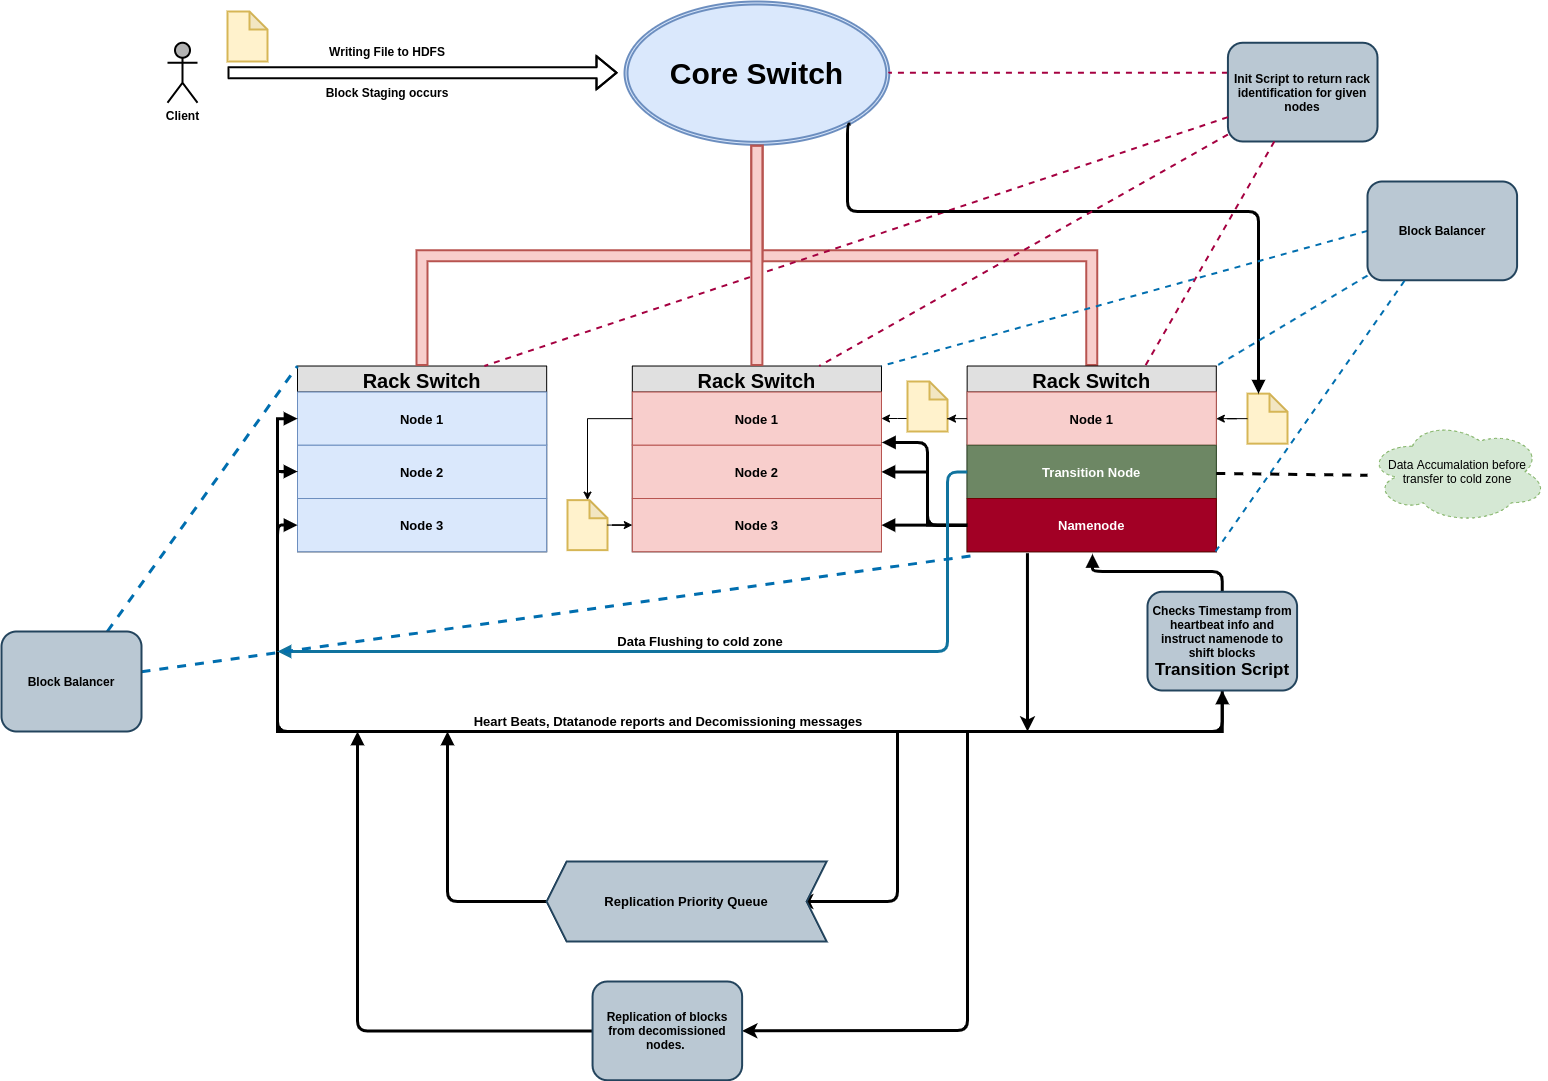 Writing File to HDFS
Block Staging occurs
Client
Core Switch
Init Script to return rack
identification for given
nodes
Block Balancer
Rack Switch
Node 1
Node 2
Node 3
Rack Switch
Node 1
Node 2
Node 3
Rack Switch
Node 1
Transition Node
Namenode
Data Accumalation before
transfer to cold zone
Checks Timestamp from
heartbeat info and
instruct namenode to
shift blocks
Transition Script
Data Flushing to cold zone
Block Balancer
Heart Beats, Dtatanode reports and Decomissioning messages
Replication Priority Queue
Replication of blocks
from decomissioned
nodes.